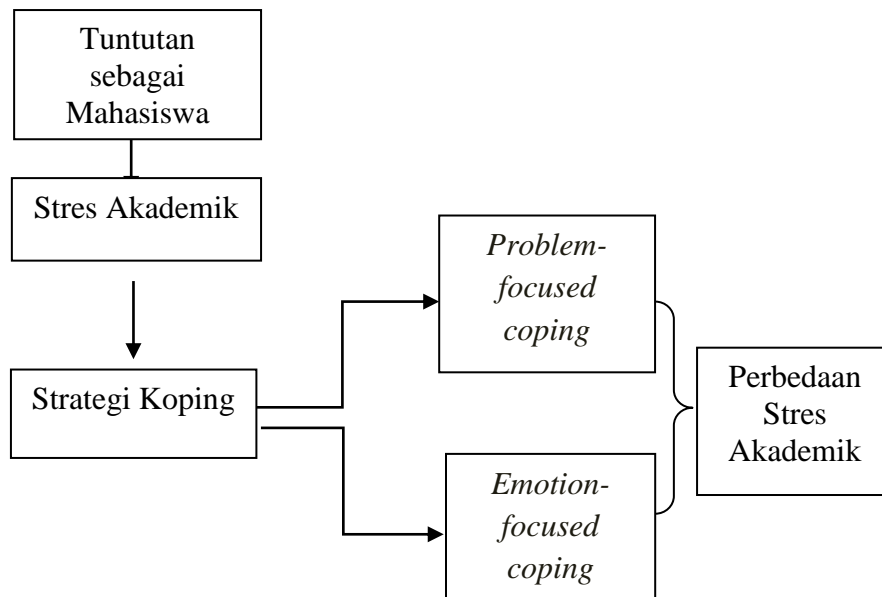 Tuntutan
sebagai
Mahasiswa
Stres Akademik
Strategi Koping
Problem-
focused
coping
Emotion-
focused
coping
Perbedaan
Stres
Akademik